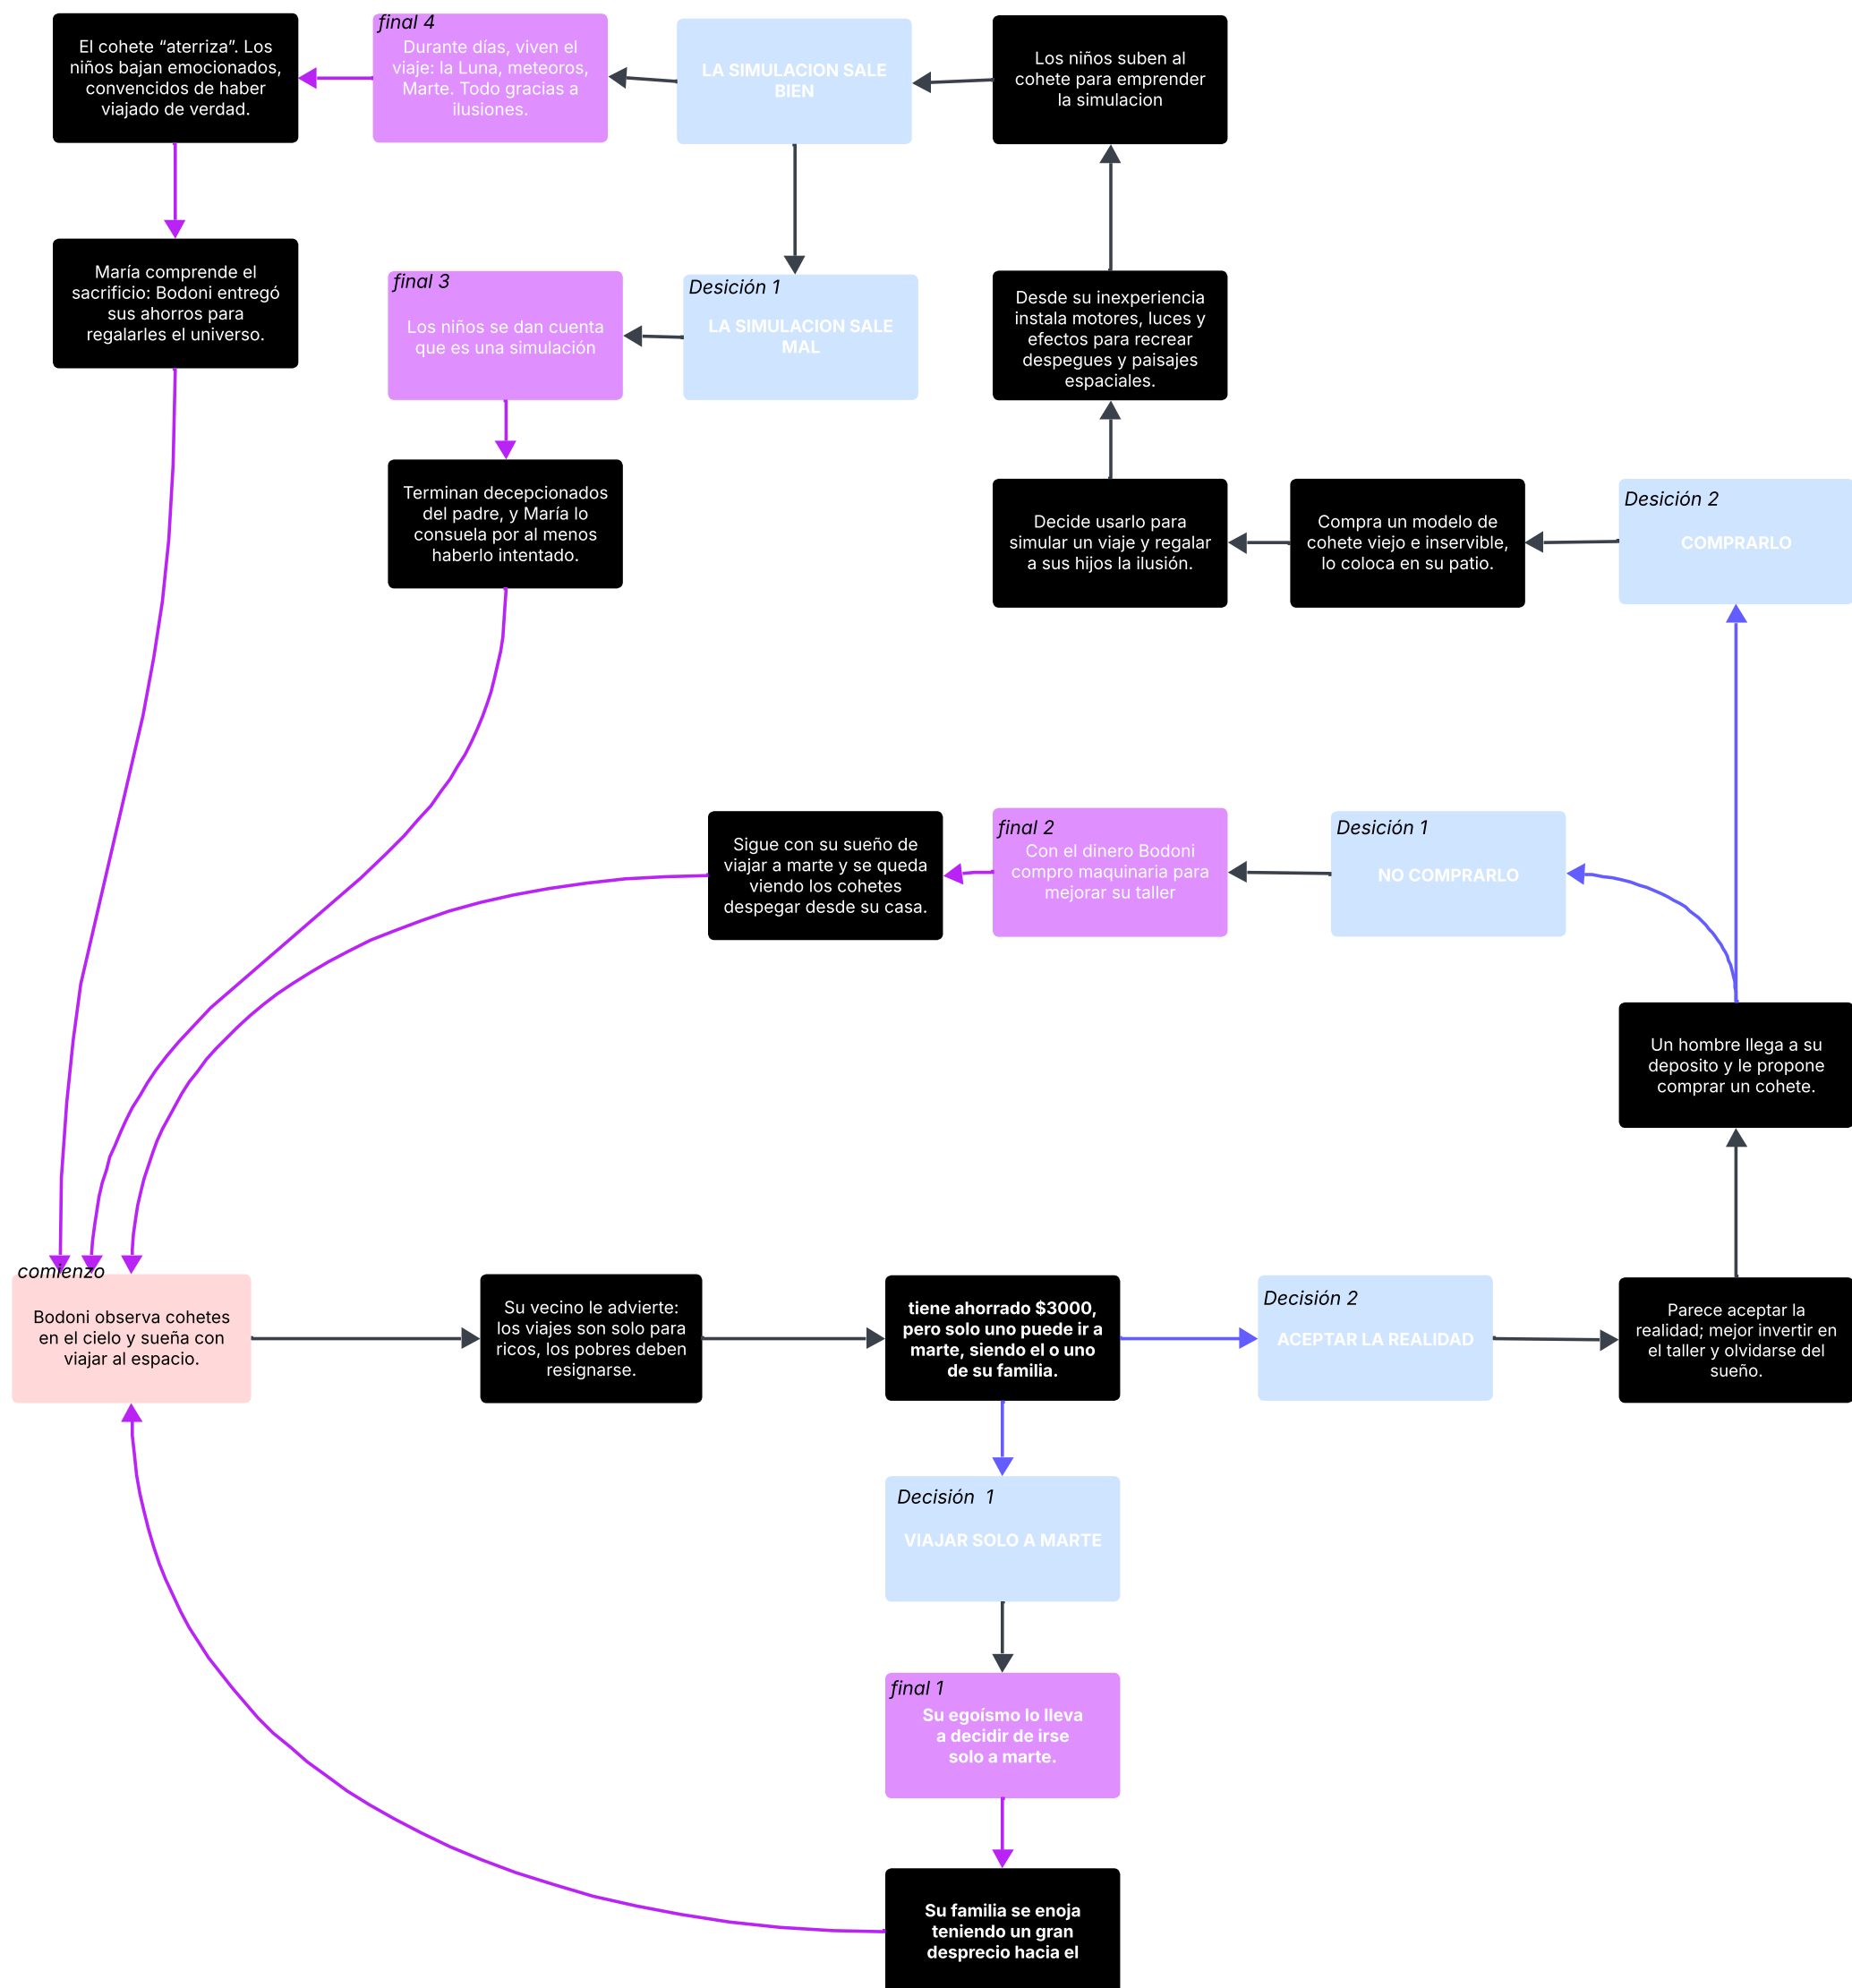 El cohete “aterriza”. Los
niños bajan emocionados,
convencidos de haber
viajado de verdad.
final 4
Durante días, viven el
viaje: la Luna, meteoros,
Marte. Todo gracias a
ilusiones.
LA SIMULACION SALE
BIEN
Los niños suben al
cohete para emprender
la simulacion
María comprende el
sacrificio: Bodoni entregó
sus ahorros para
regalarles el universo.
final 3
Los niños se dan cuenta
que es una simulación
Desición 1
LA SIMULACION SALE
MAL
Desde su inexperiencia
instala motores, luces y
efectos para recrear
despegues y paisajes
espaciales.
Terminan decepcionados
del padre, y María lo
consuela por al menos
haberlo intentado.
Decide usarlo para
simular un viaje y regalar
a sus hijos la ilusión.
Compra un modelo de
cohete viejo e inservible,
lo coloca en su patio.
Desición 2
COMPRARLO
Sigue con su sueño de
viajar a marte y se queda
viendo los cohetes
despegar desde su casa.
final 2
Con el dinero Bodoni
compro maquinaria para
mejorar su taller
Desición 1
NO COMPRARLO
Un hombre llega a su
deposito y le propone
comprar un cohete.
comienzo
Bodoni observa cohetes
en el cielo y sueña con
viajar al espacio.
Su vecino le advierte:
los viajes son solo para
ricos, los pobres deben
resignarse.
tiene ahorrado $3000,
pero solo uno puede ir a
marte, siendo el o uno
de su familia.
Decisión 2
ACEPTAR LA REALIDAD
Parece aceptar la
realidad; mejor invertir en
el taller y olvidarse del
sueño.
Decisión 1
VIAJAR SOLO A MARTE
final 1
Su egoísmo lo lleva
a decidir de irse
solo a marte.
Su familia se enoja
teniendo un gran
desprecio hacia el